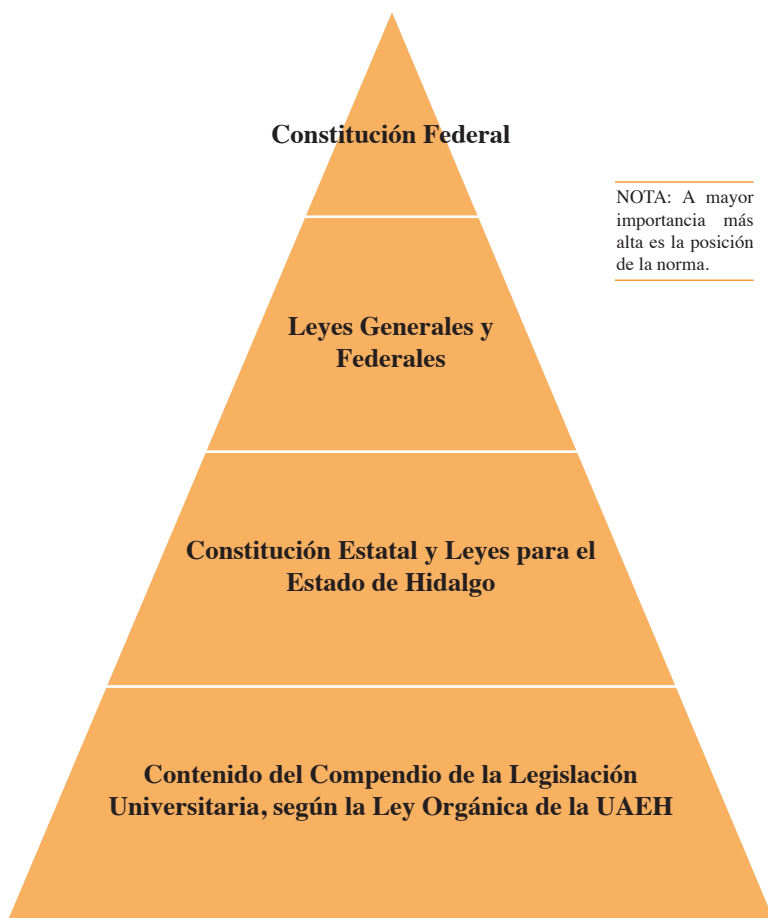 Constitución Federal
NOTA: A mayor
importancia más
alta es la posición
de la norma.
Leyes Generales y
Federales
Constitución Estatal y Leyes para el
Estado de Hidalgo
Contenido del Compendio de la Legislación
Universitaria, según la Ley Orgánica de la UAEH